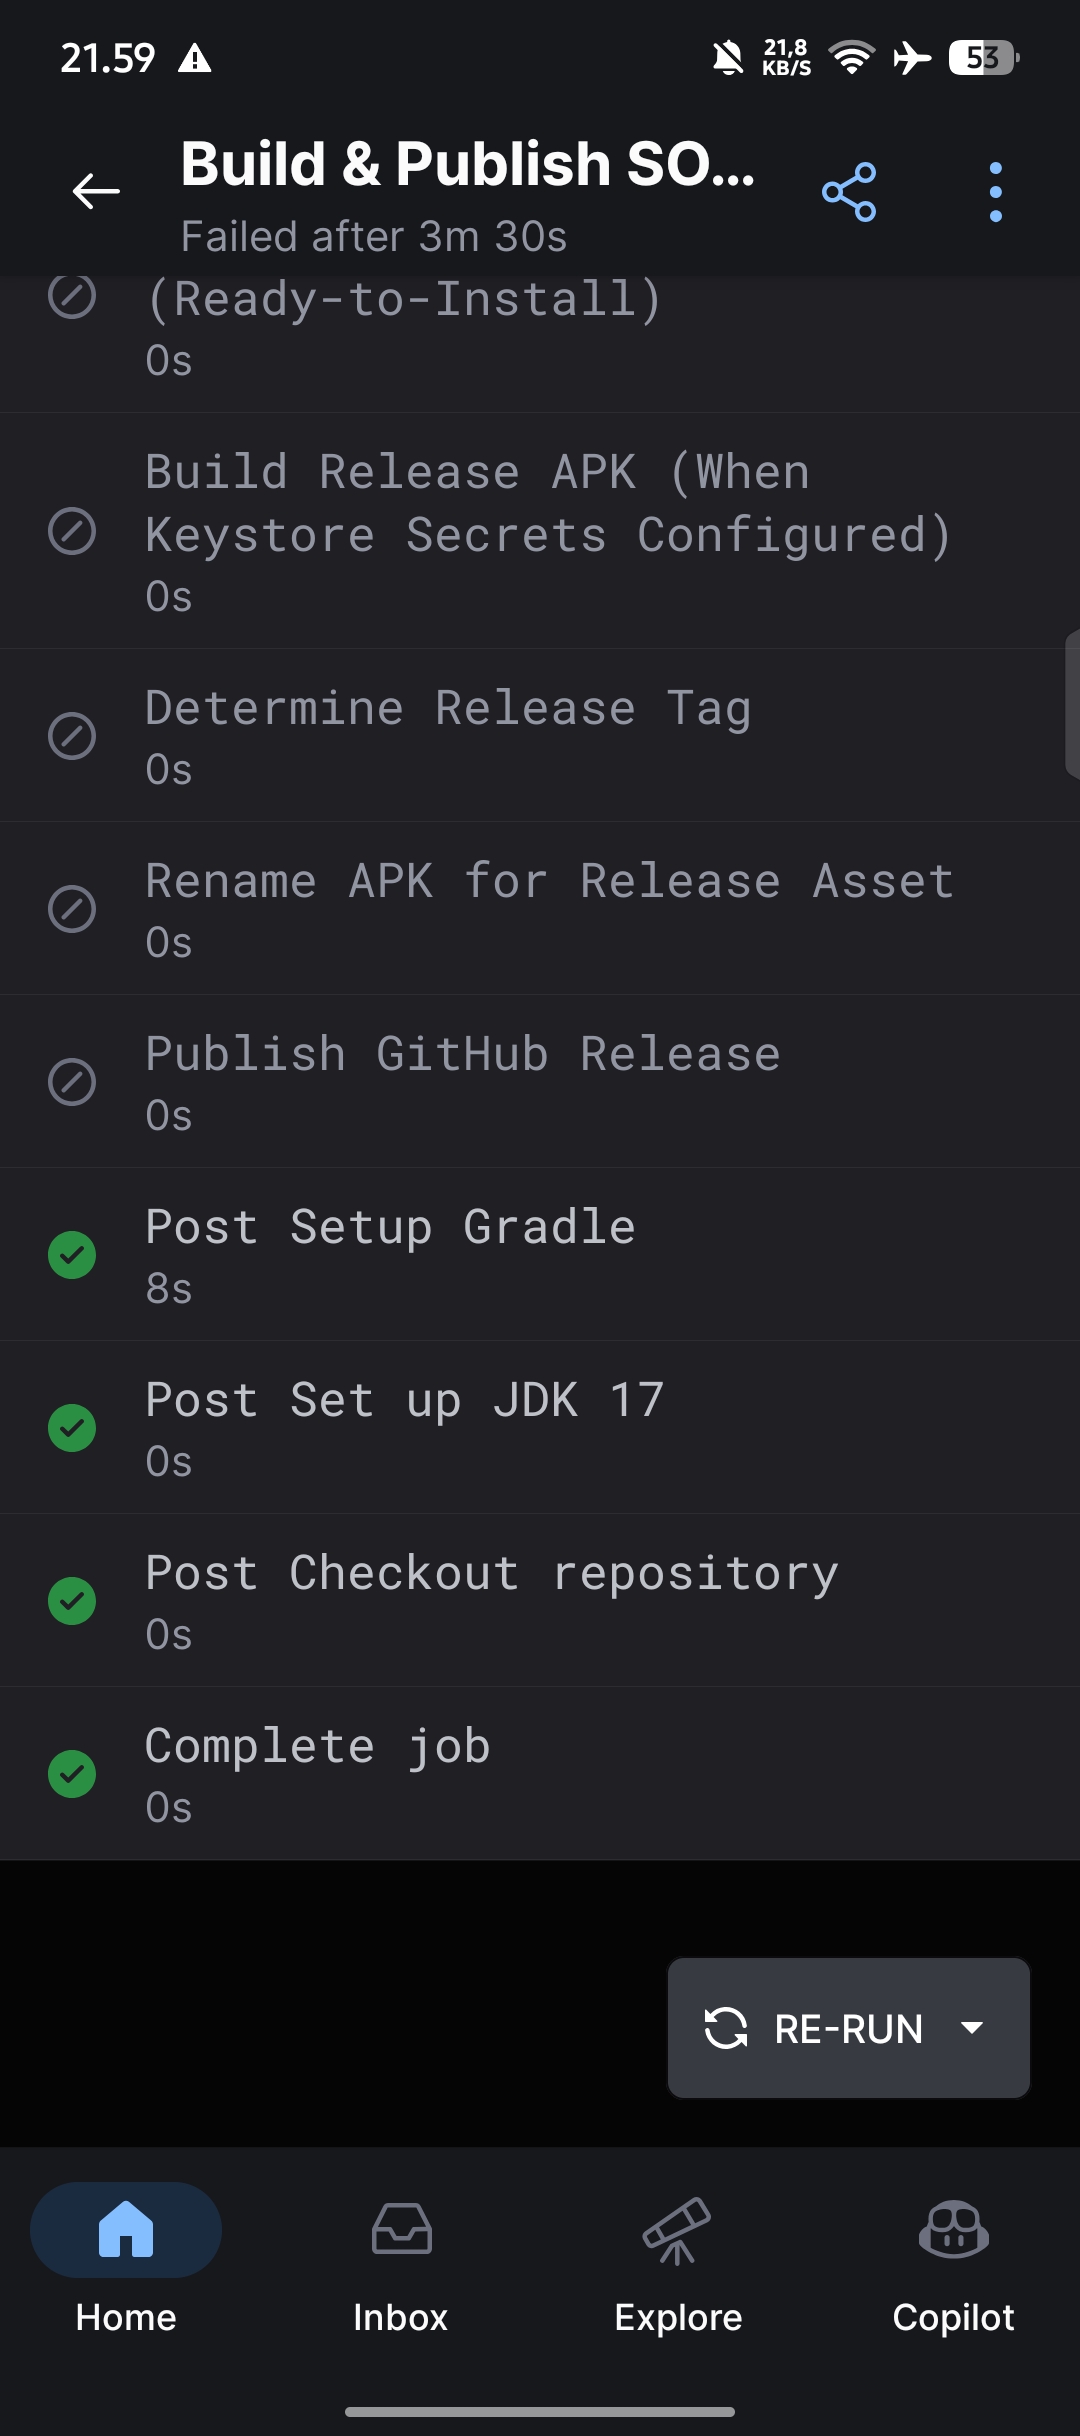 21.59
21,8
KB/S
53
Build & Publish SO...
Failed after 3m 30s
(Ready-to-Install)
0s
Build Release APK (When
Keystore Secrets Configured)
0s
Determine Release Tag
0s
Rename APK for Release Asset
0s
Publish GitHub Release
0s
Post Setup Gradle
8s
Post Set up JDK 17
0s
Post Checkout repository
0s
Complete job
0s
RE-RUN
Home
Inbox
Explore
Copilot